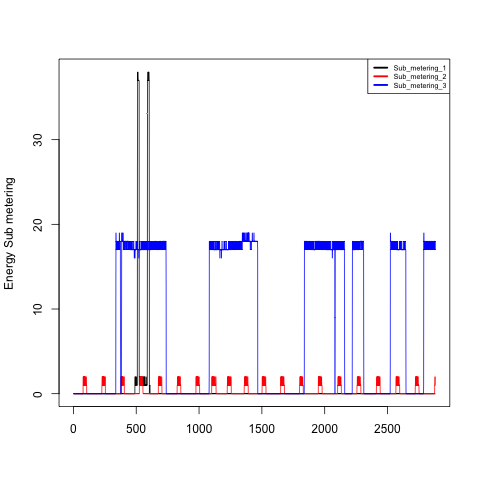 Sub_metering_1
Sub_metering_2
Sub_metering_3
Energy Sub metering
30
20
10
0
0 500 1000 1500 2000 2500